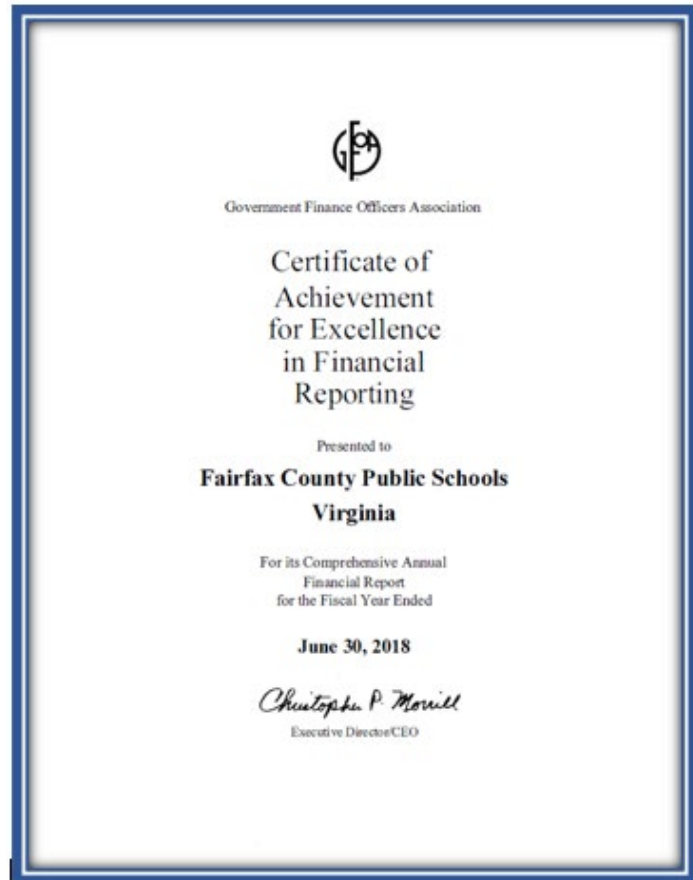 GFOA
Government Finance Officers Association
Certificate of
Achievement
for Excellence
in Financial
Reporting
Presented to
Fairfax County Public Schools
Virginia
For its Comprehensive Annual
Financial Report
for the Fiscal Year Ended
June 30, 2018
Christopher P. Morrill
Executive Director/CEO